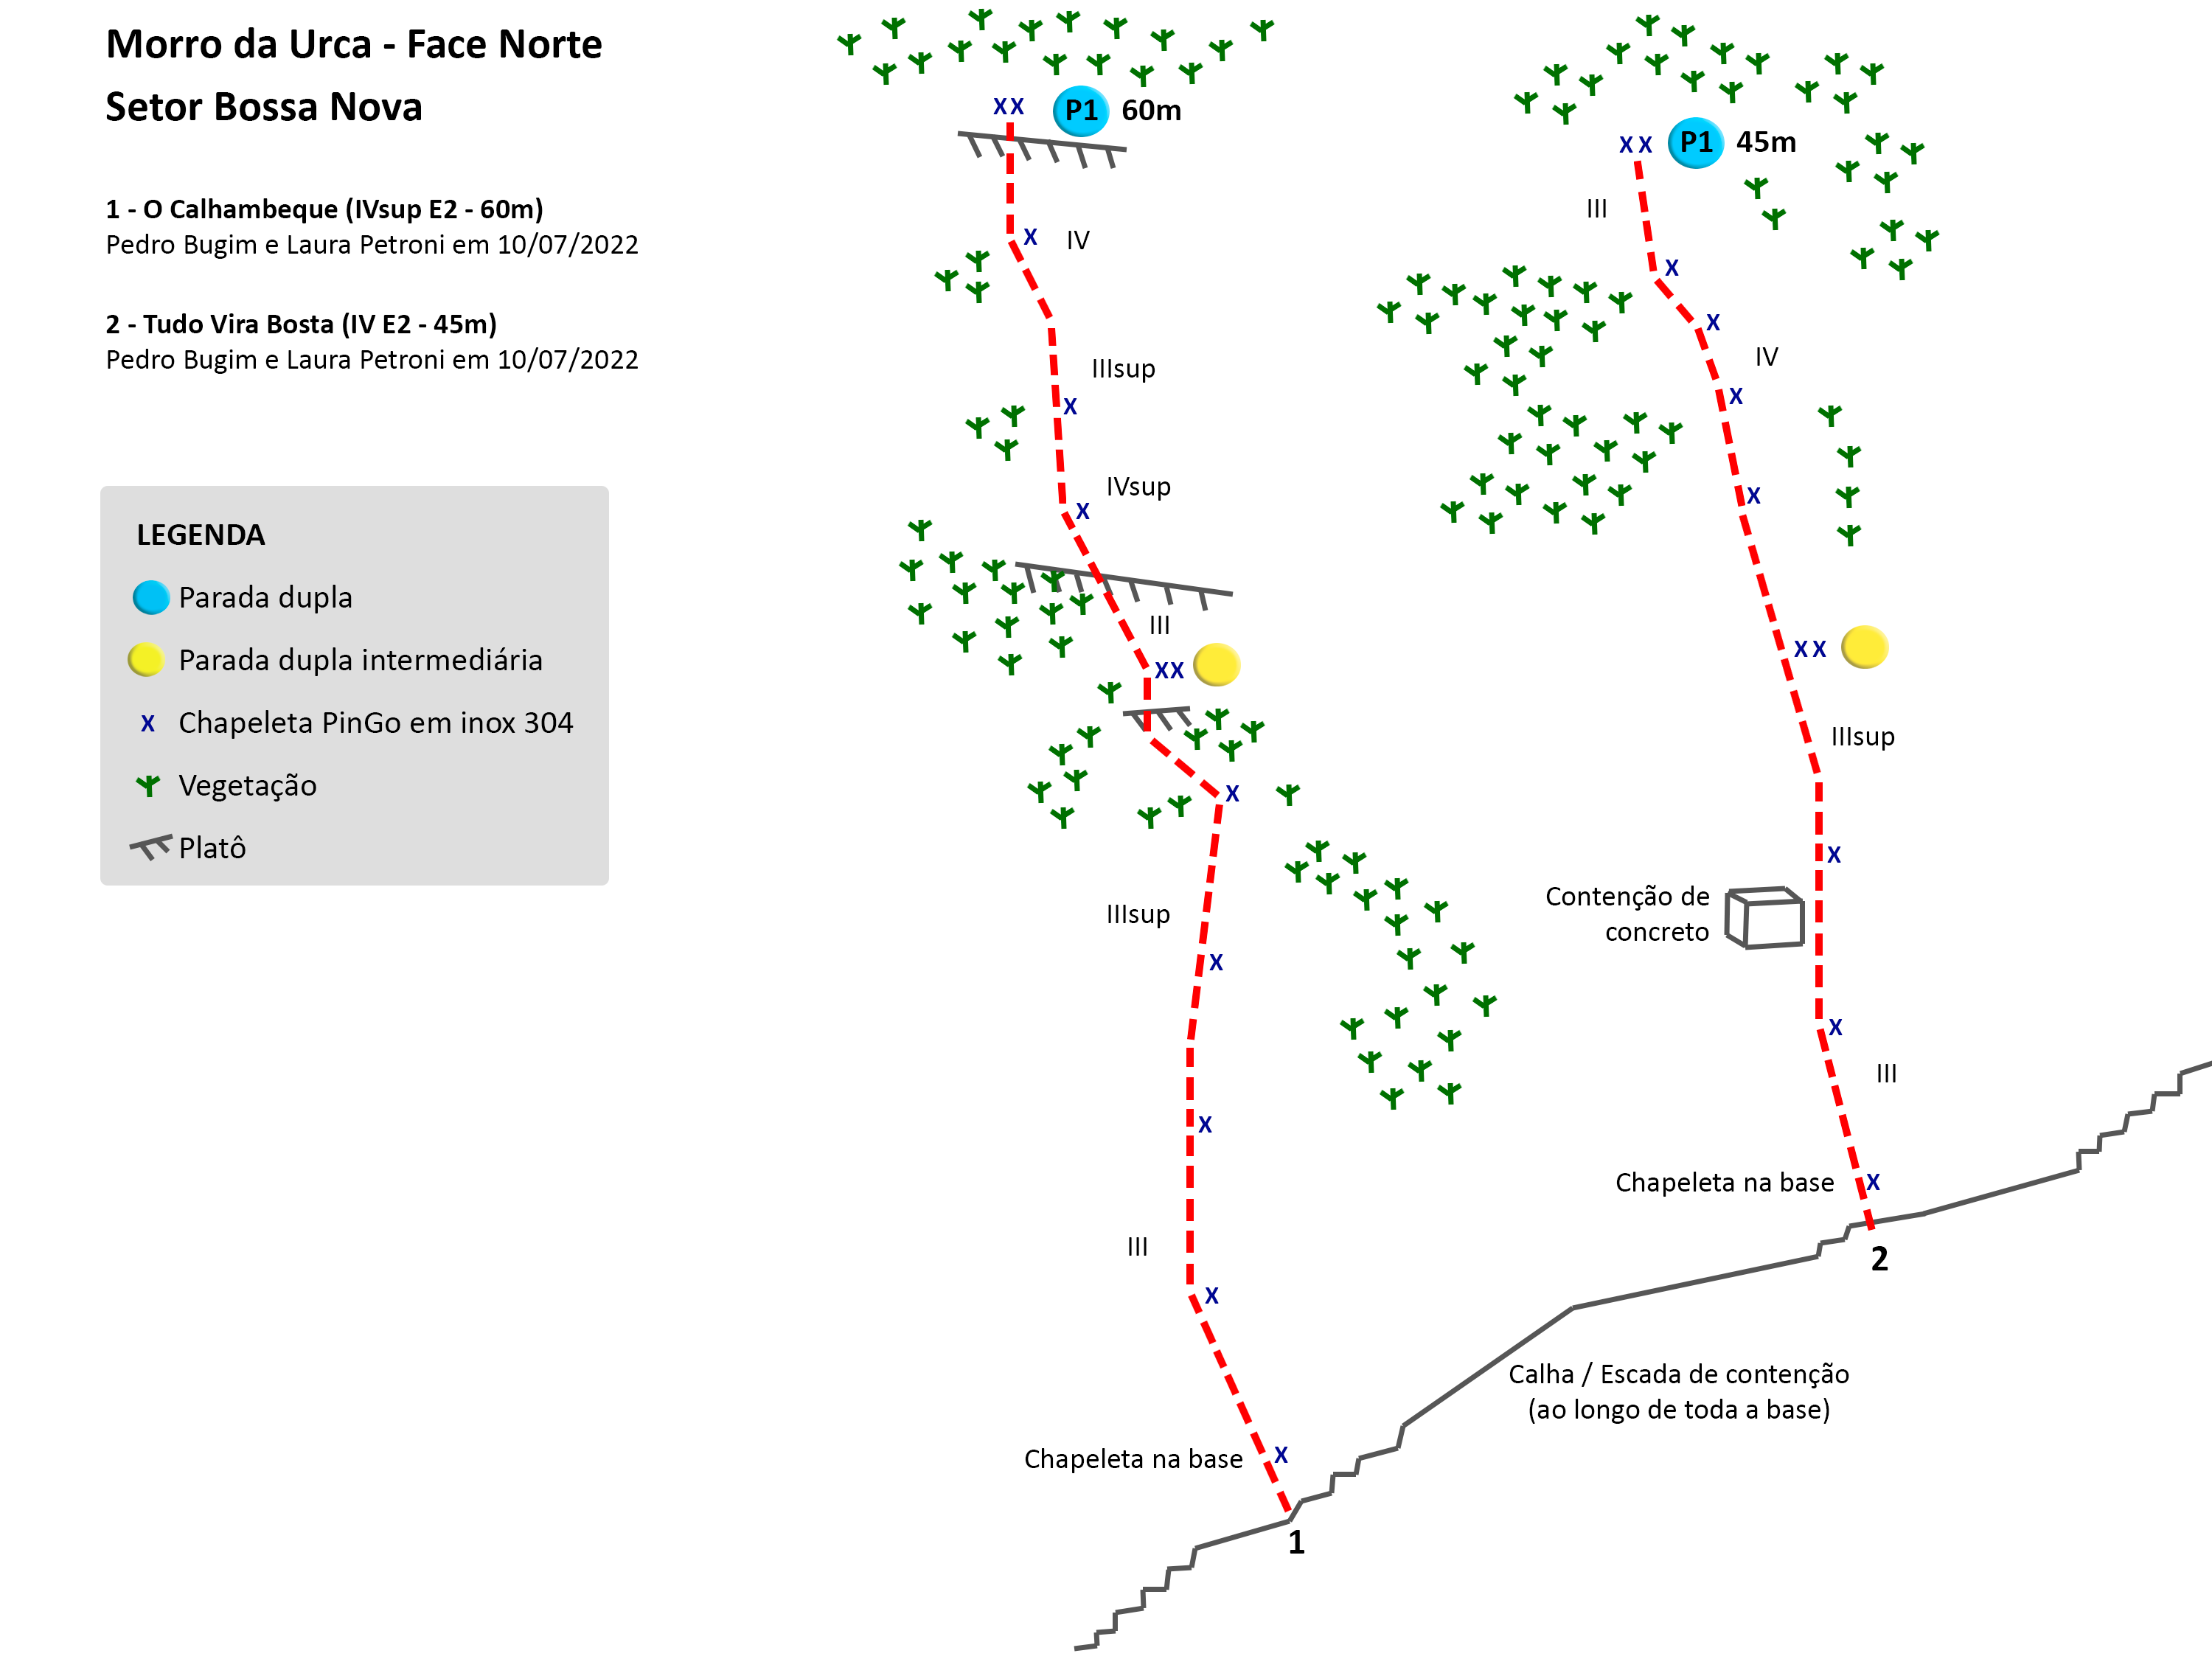 Morro da Urca - Face Norte
Setor Bossa Nova
1 - O Calhambeque (IVsup E2 - 60m)
Pedro Bugim e Laura Petroni em 10/07/2022
2 - Tudo Vira Bosta (IV E2 - 45m)
Pedro Bugim e Laura Petroni em 10/07/2022
LEGENDA
Parada dupla
Parada dupla intermediária
x Chapeleta PinGo em inox 304
Vegetação
Platô
xx P1 60m
x IV
IIIsup
x
IVsup
x
III
xx
x
IIIsup
x
x
III
x
Chapeleta na base x
1
xx P1 45m
III
x
x
IV
x
x
xx
IIIsup
x
Contenção de
concreto
x
III
Chapeleta na base x
2
Calha / Escada de contenção
(ao longo de toda a base)